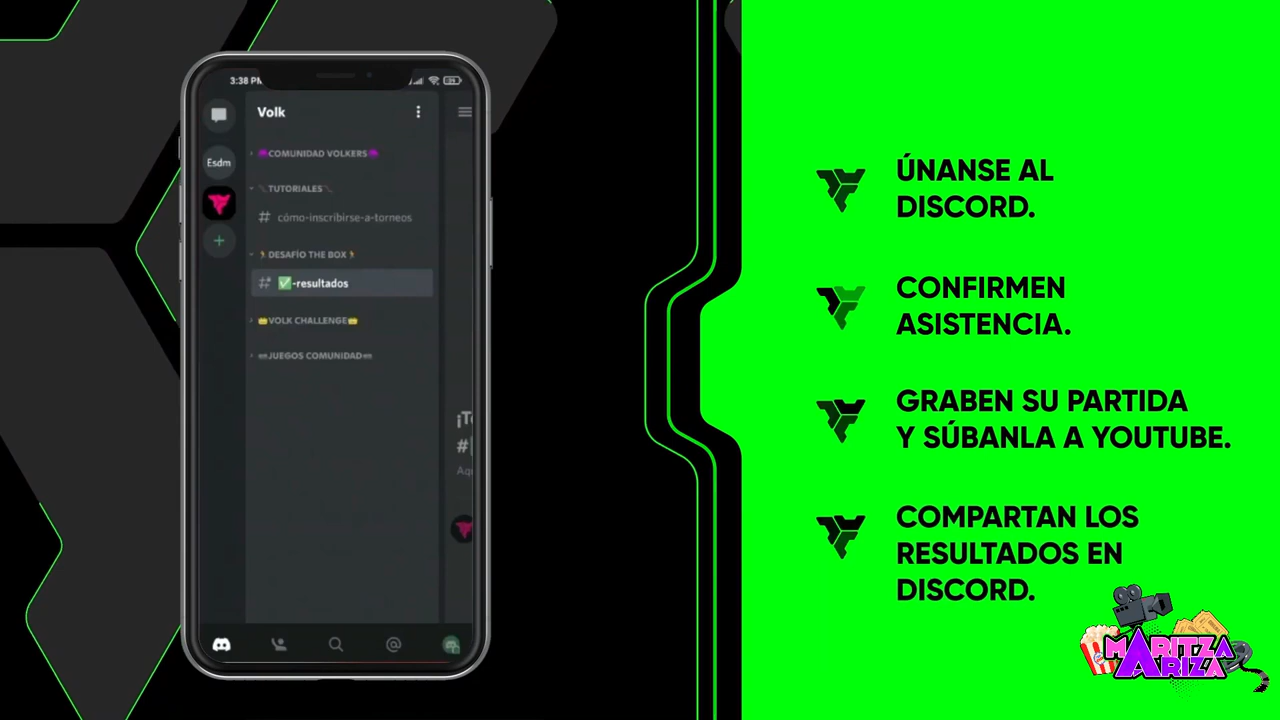 3:38 PM
Volk
COMUNIDAD VOLKERS
Esdm
TUTORIALES
# cómo-inscribirse-a-torneos
DESAFÍO THE BOX
# ✅-resultados
VOLK CHALLENGE
JUEGOS COMUNIDAD
#
ÚNANSE AL
DISCORD.
CONFIRMEN
ASISTENCIA.
GRABEN SU PARTIDA
Y SÚBANLA A YOUTUBE.
COMPARTAN LOS
RESULTADOS EN
DISCORD.
MARITZA
ARIZA